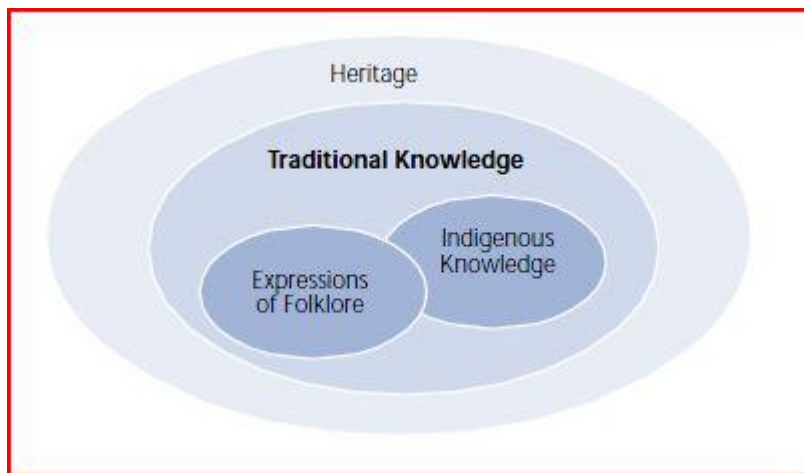 Heritage
Traditional Knowledge
Indigenous
Knowledge
Expressions
of Folklore